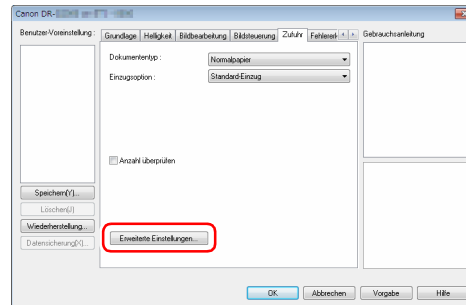 Canon DR-
Benutzer-Voreinstellung :
Grundlage Helligkeit Bildbearbeitung Bildsteuerung Zufuhr
Gebrauchsanleitung
Dokumententyp : Normalpapier
Einzugsoption : Standard-Einzug
Anzahl überprüfen
Speichern(Y)...
Löschen(J)
Wiederherstellung...
Datensicherung(X)...
Erweiterte Einstellungen...
OK Abbrechen Vorgabe Hilfe